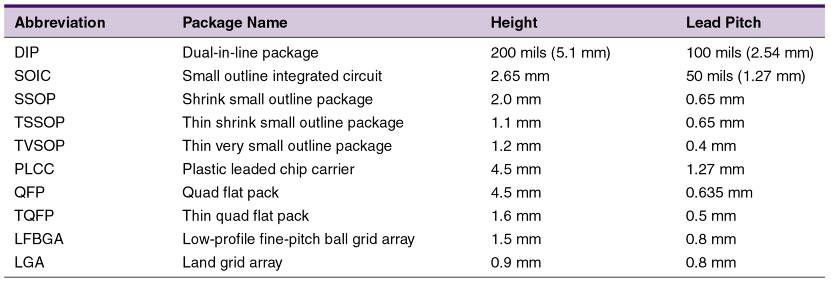 Abbreviation Package Name Height Lead Pitch
DIP Dual-in-line package 200 mils (5.1 mm) 100 mils (2.54 mm)
SOIC Small outline integrated circuit 2.65 mm 50 mils (1.27 mm)
SSOP Shrink small outline package 2.0 mm 0.65 mm
TSSOP Thin shrink small outline package 1.1 mm 0.65 mm
TVSOP Thin very small outline package 1.2 mm 0.4 mm
PLCC Plastic leaded chip carrier 4.5 mm 1.27 mm
QFP Quad flat pack 4.5 mm 0.635 mm
TQFP Thin quad flat pack 1.6 mm 0.5 mm
LFBGA Low-profile fine-pitch ball grid array 1.5 mm 0.8 mm
LGA Land grid array 0.9 mm 0.8 mm